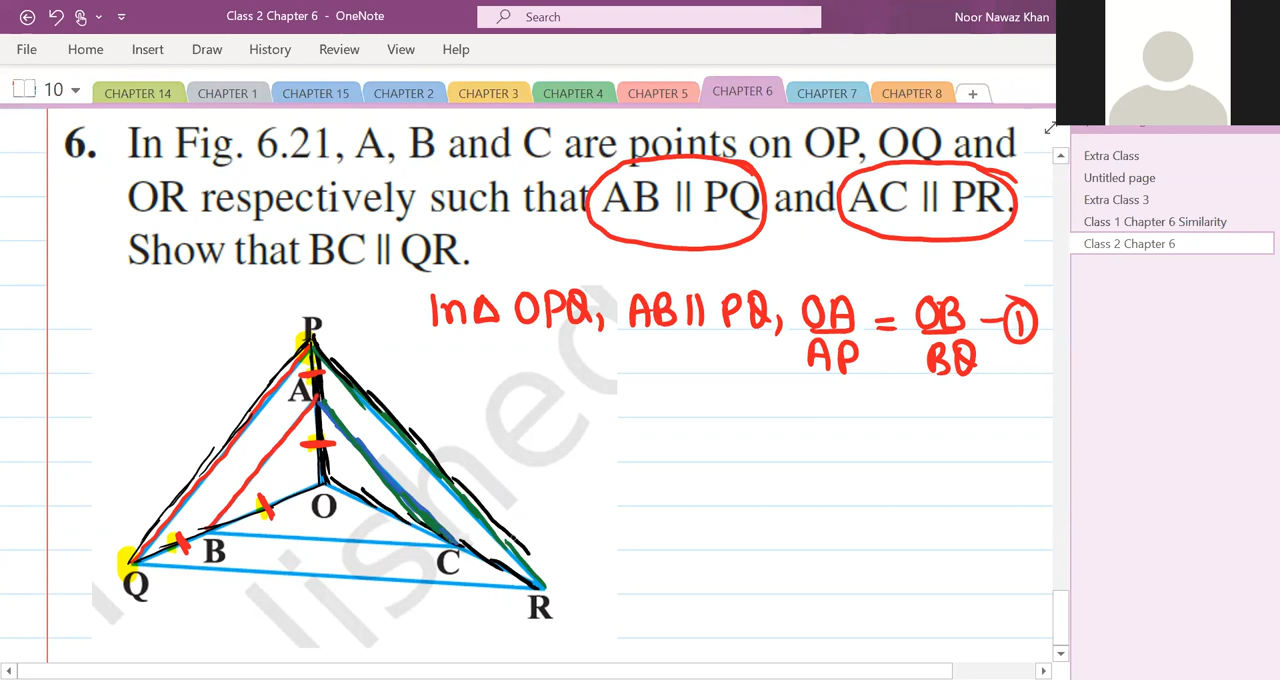 Class 2 Chapter 6 - OneNote
Search
Noor Nawaz Khan
File Home Insert Draw History Review View Help
10 CHAPTER 14 CHAPTER 1 CHAPTER 15 CHAPTER 2 CHAPTER 3 CHAPTER 4 CHAPTER 5 CHAPTER 6 CHAPTER 7 CHAPTER 8 +
Extra Class
Untitled page
Extra Class 3
Class 1 Chapter 6 Similarity
Class 2 Chapter 6
6. In Fig. 6.21, A, B and C are points on OP, OQ and
OR respectively such that AB || PQ and AC || PR.
Show that BC || QR.
In Δ OPQ, AB || PQ, OA/AP = OB/BQ - ①
P
A
O
B
C
Q
R
lished